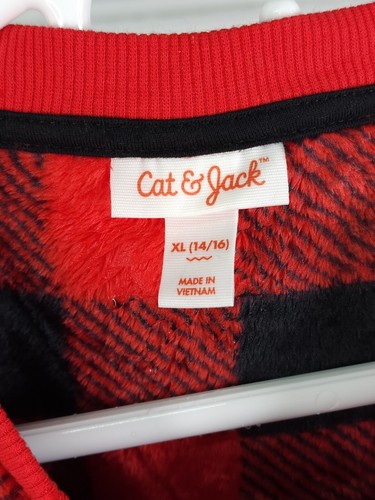 Cat & Jack™
XL (14/16)
MADE IN
VIETNAM